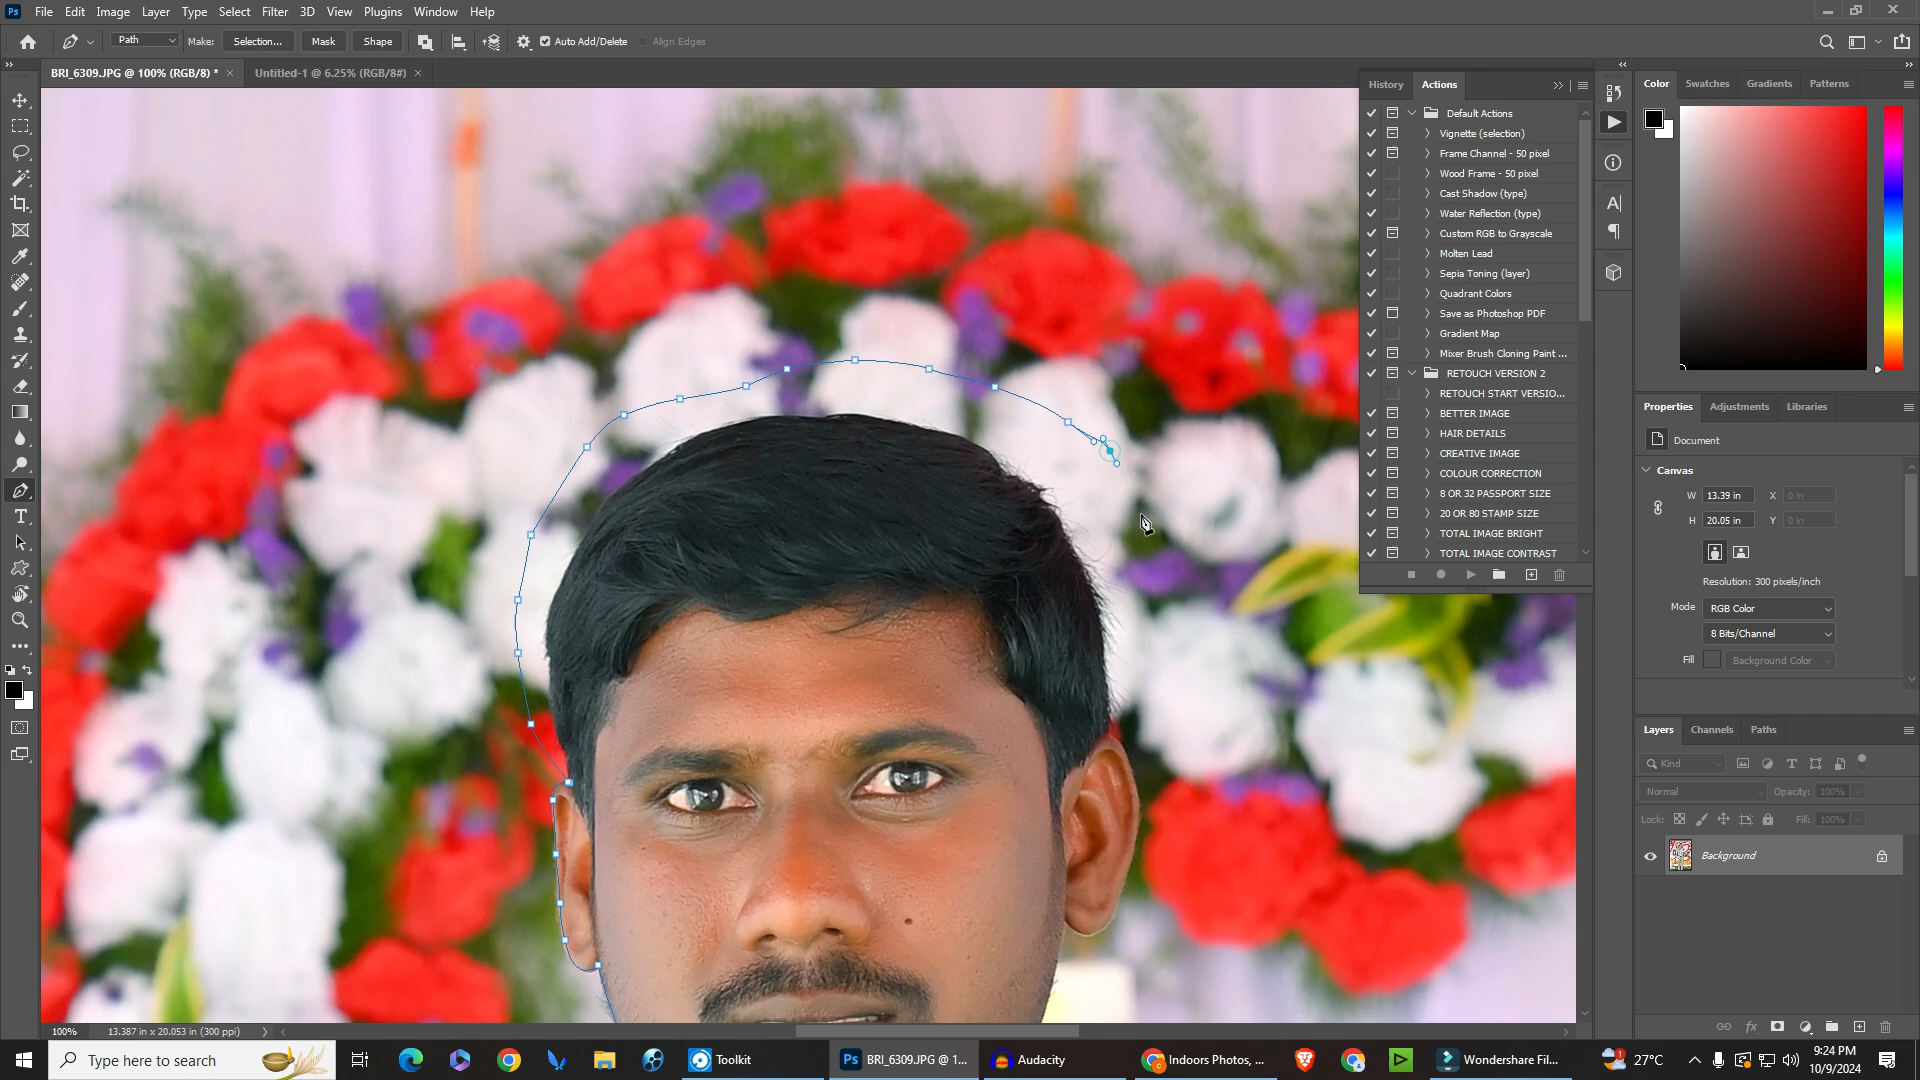 Ps File Edit Image Layer Type Select Filter 3D View Plugins Window Help
Path Make: Selection... Mask Shape Auto Add/Delete Align Edges
BRI_6309.JPG @ 100% (RGB/8) * × Untitled-1 @ 6.25% (RGB/8#) ×
History Actions
Default Actions
Vignette (selection)
Frame Channel - 50 pixel
Wood Frame - 50 pixel
Cast Shadow (type)
Water Reflection (type)
Custom RGB to Grayscale
Molten Lead
Sepia Toning (layer)
Quadrant Colors
Save as Photoshop PDF
Gradient Map
Mixer Brush Cloning Paint ...
RETOUCH VERSION 2
RETOUCH START VERSIO...
BETTER IMAGE
HAIR DETAILS
CREATIVE IMAGE
COLOUR CORRECTION
8 OR 32 PASSPORT SIZE
20 OR 80 STAMP SIZE
TOTAL IMAGE BRIGHT
TOTAL IMAGE CONTRAST
Color Swatches Gradients Patterns
Properties Adjustments Libraries
Document
Canvas
W 13.39 in X 0 in
H 20.05 in Y 0 in
Resolution: 300 pixels/inch
Mode RGB Color
8 Bits/Channel
Fill Background Color
Layers Channels Paths
Kind
Normal Opacity: 100%
Lock: Fill: 100%
Background
100% 13.387 in x 20.053 in (300 ppi)
Type here to search
Toolkit
Ps BRI_6309.JPG @ 1...
Audacity
Indoors Photos, ...
Wondershare Fil...
27°C
9:24 PM
10/9/2024